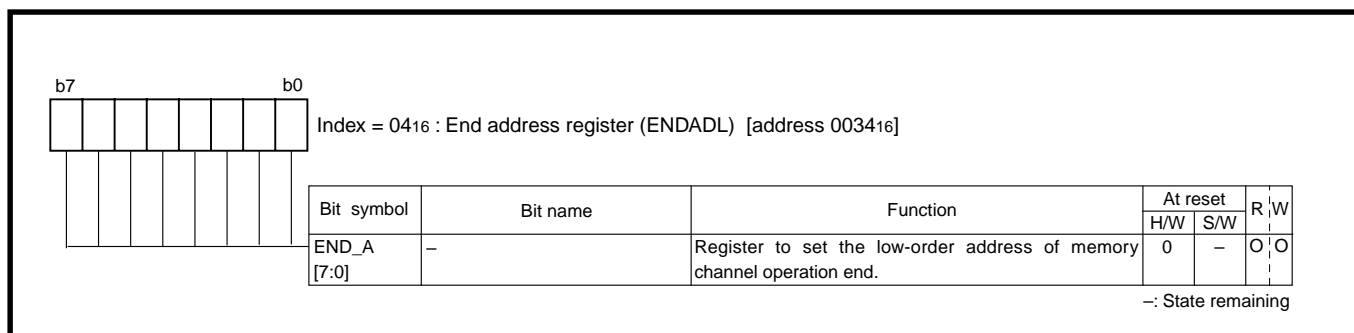 b7 b0
Index = 0416 : End address register (ENDADL) [address 003416]
Bit symbol Bit name Function At reset R W
H/W S/W
END_A – Register to set the low-order address of memory 0 – O O
[7:0] channel operation end.
–: State remaining